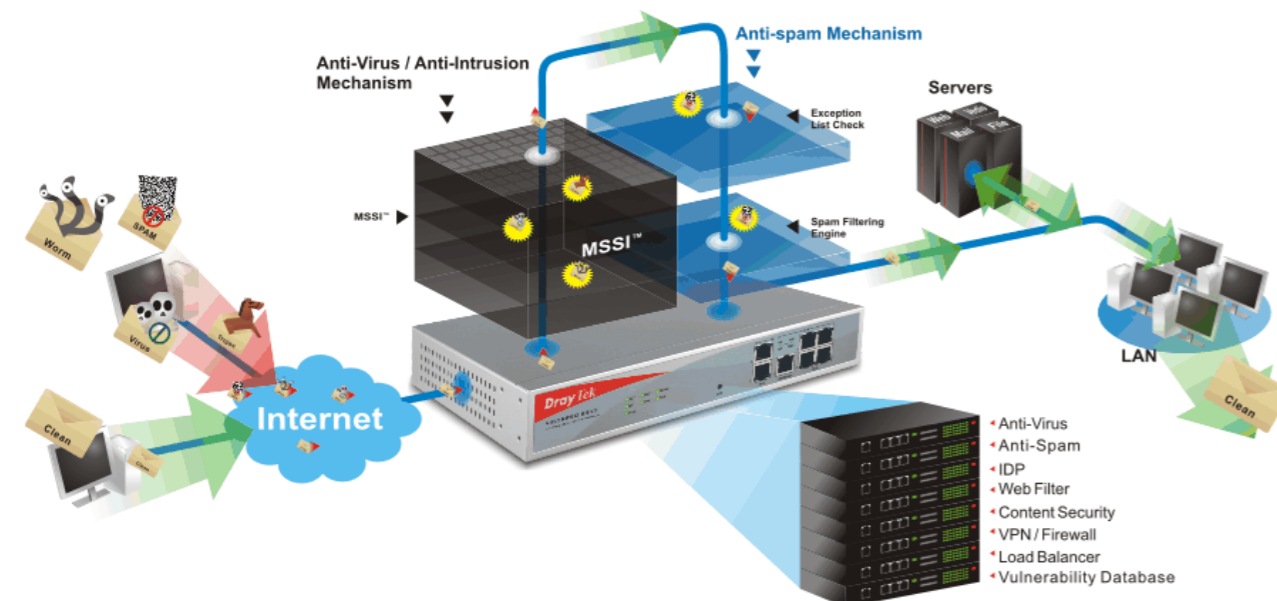 Anti-spam Mechanism
Anti-Virus / Anti-Intrusion
Mechanism
Exception
List Check
Servers
Web
Mail
File
MSSI™
MSSI™
Spam Filtering
Engine
Worm
SPAM
Virus
Clean
Clean
Internet
DrayTek
LAN
Clean
Anti-Virus
Anti-Spam
IDP
Web Filter
Content Security
VPN / Firewall
Load Balancer
Vulnerability Database